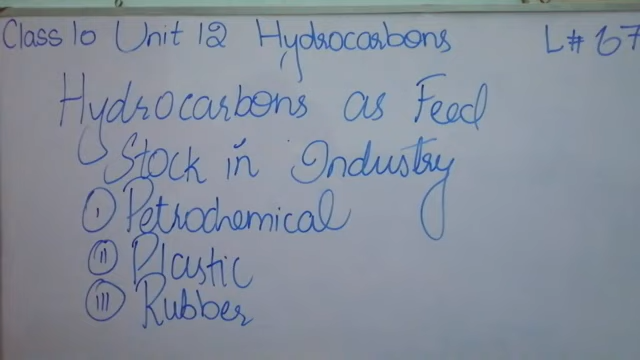 Class 10 Unit 12 Hydrocarbons L# 67
Hydrocarbons as Feed
Stock in Industry
i Petrochemical
ii Plastic
iii Rubber